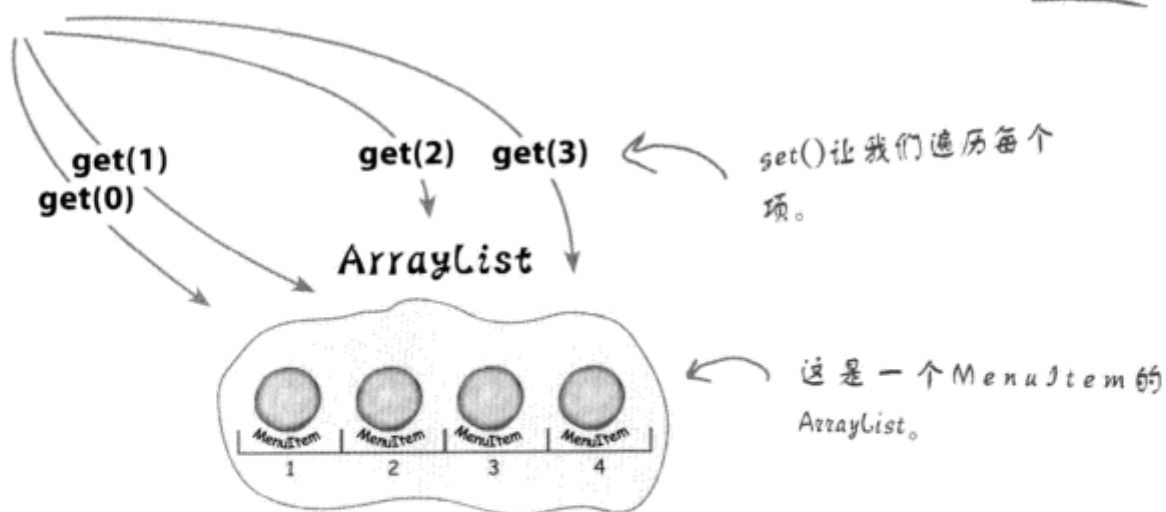 get(1)
get(0)
get(2)
get(3)
get()让我们遍历每个
项。
ArrayList
这是一个MenuItem的
ArrayList。
MenuItem
MenuItem
MenuItem
MenuItem
1
2
3
4